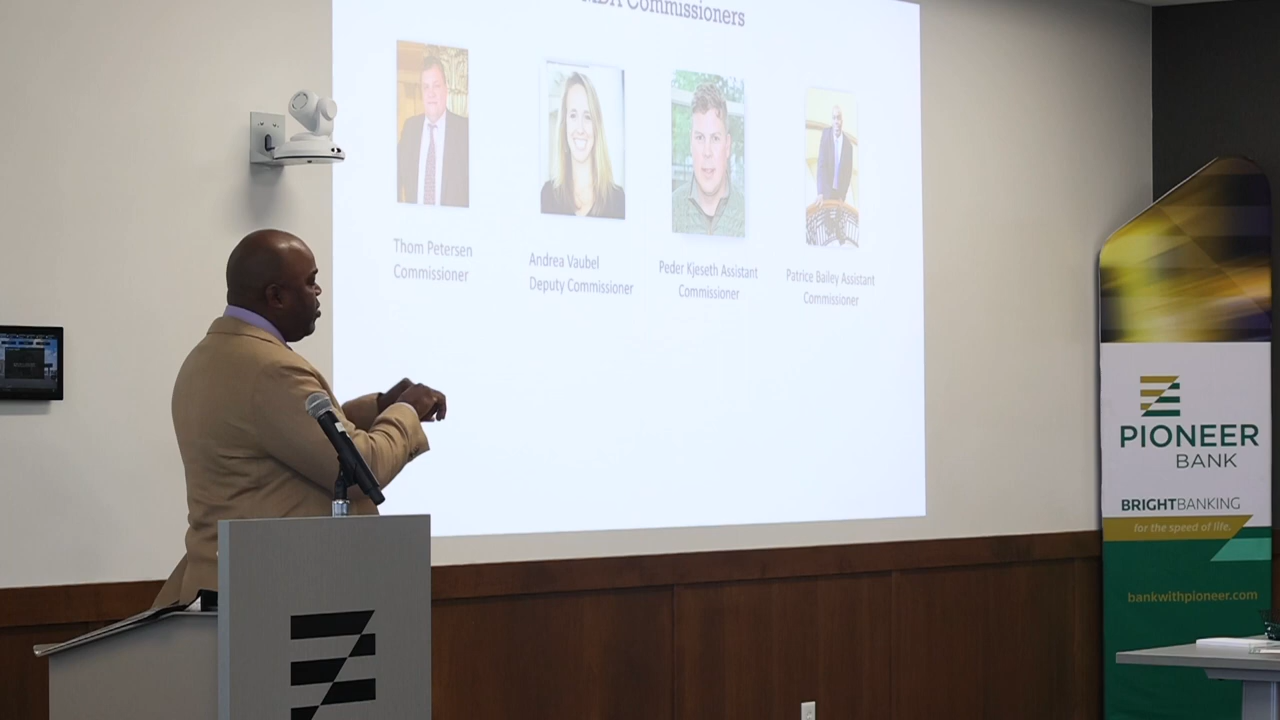 MDA Commissioners
Thom Petersen
Commissioner
Andrea Vaubel
Deputy Commissioner
Peder Kjeseth Assistant
Commissioner
Patrice Bailey Assistant
Commissioner
PIONEER
BANK
BRIGHTBANKING
for the speed of life.
bankwithpioneer.com